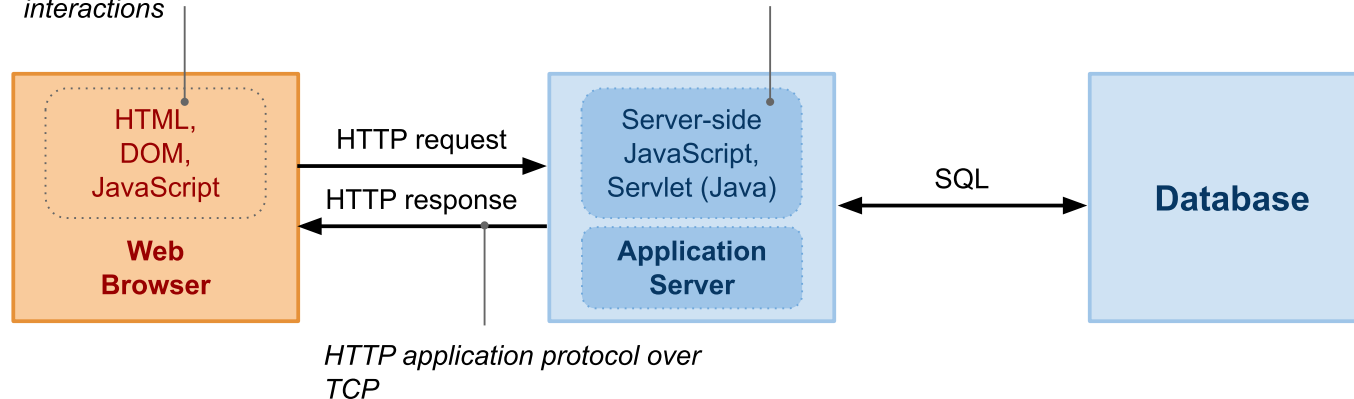 interactions
HTML,
DOM,
JavaScript
Web
Browser
HTTP request
HTTP response
Server-side
JavaScript,
Servlet (Java)
Application
Server
SQL
Database
HTTP application protocol over
TCP